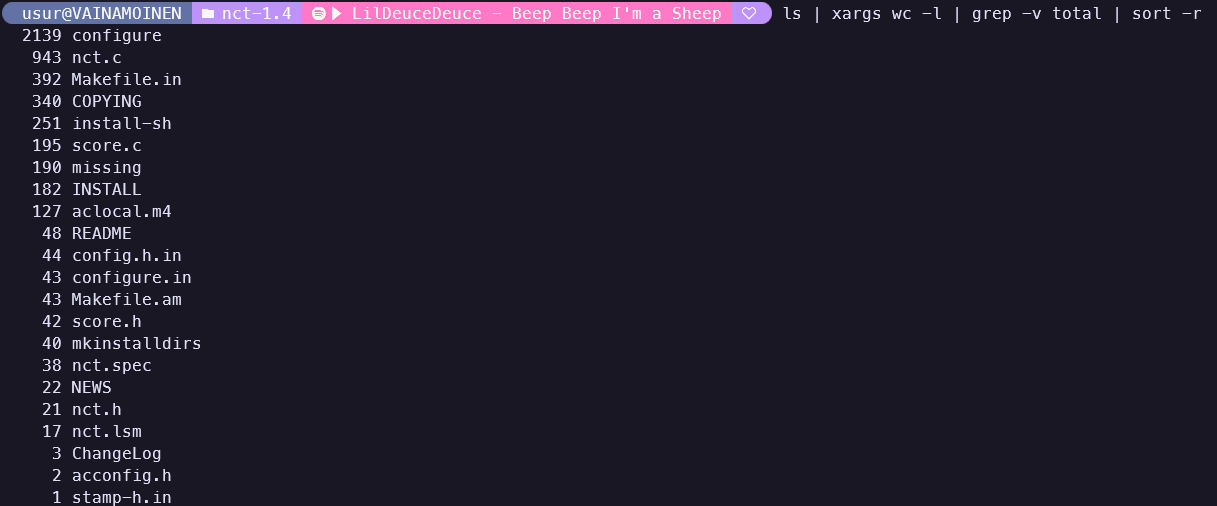 usur@VAINAMOINEN nct-1.4 LilDeuceDeuce - Beep Beep I'm a Sheep ls | xargs wc -l | grep -v total | sort -r
2139 configure
943 nct.c
392 Makefile.in
340 COPYING
251 install-sh
195 score.c
190 missing
182 INSTALL
127 aclocal.m4
48 README
44 config.h.in
43 configure.in
43 Makefile.am
42 score.h
40 mkinstalldirs
38 nct.spec
22 NEWS
21 nct.h
17 nct.lsm
3 ChangeLog
2 acconfig.h
1 stamp-h.in